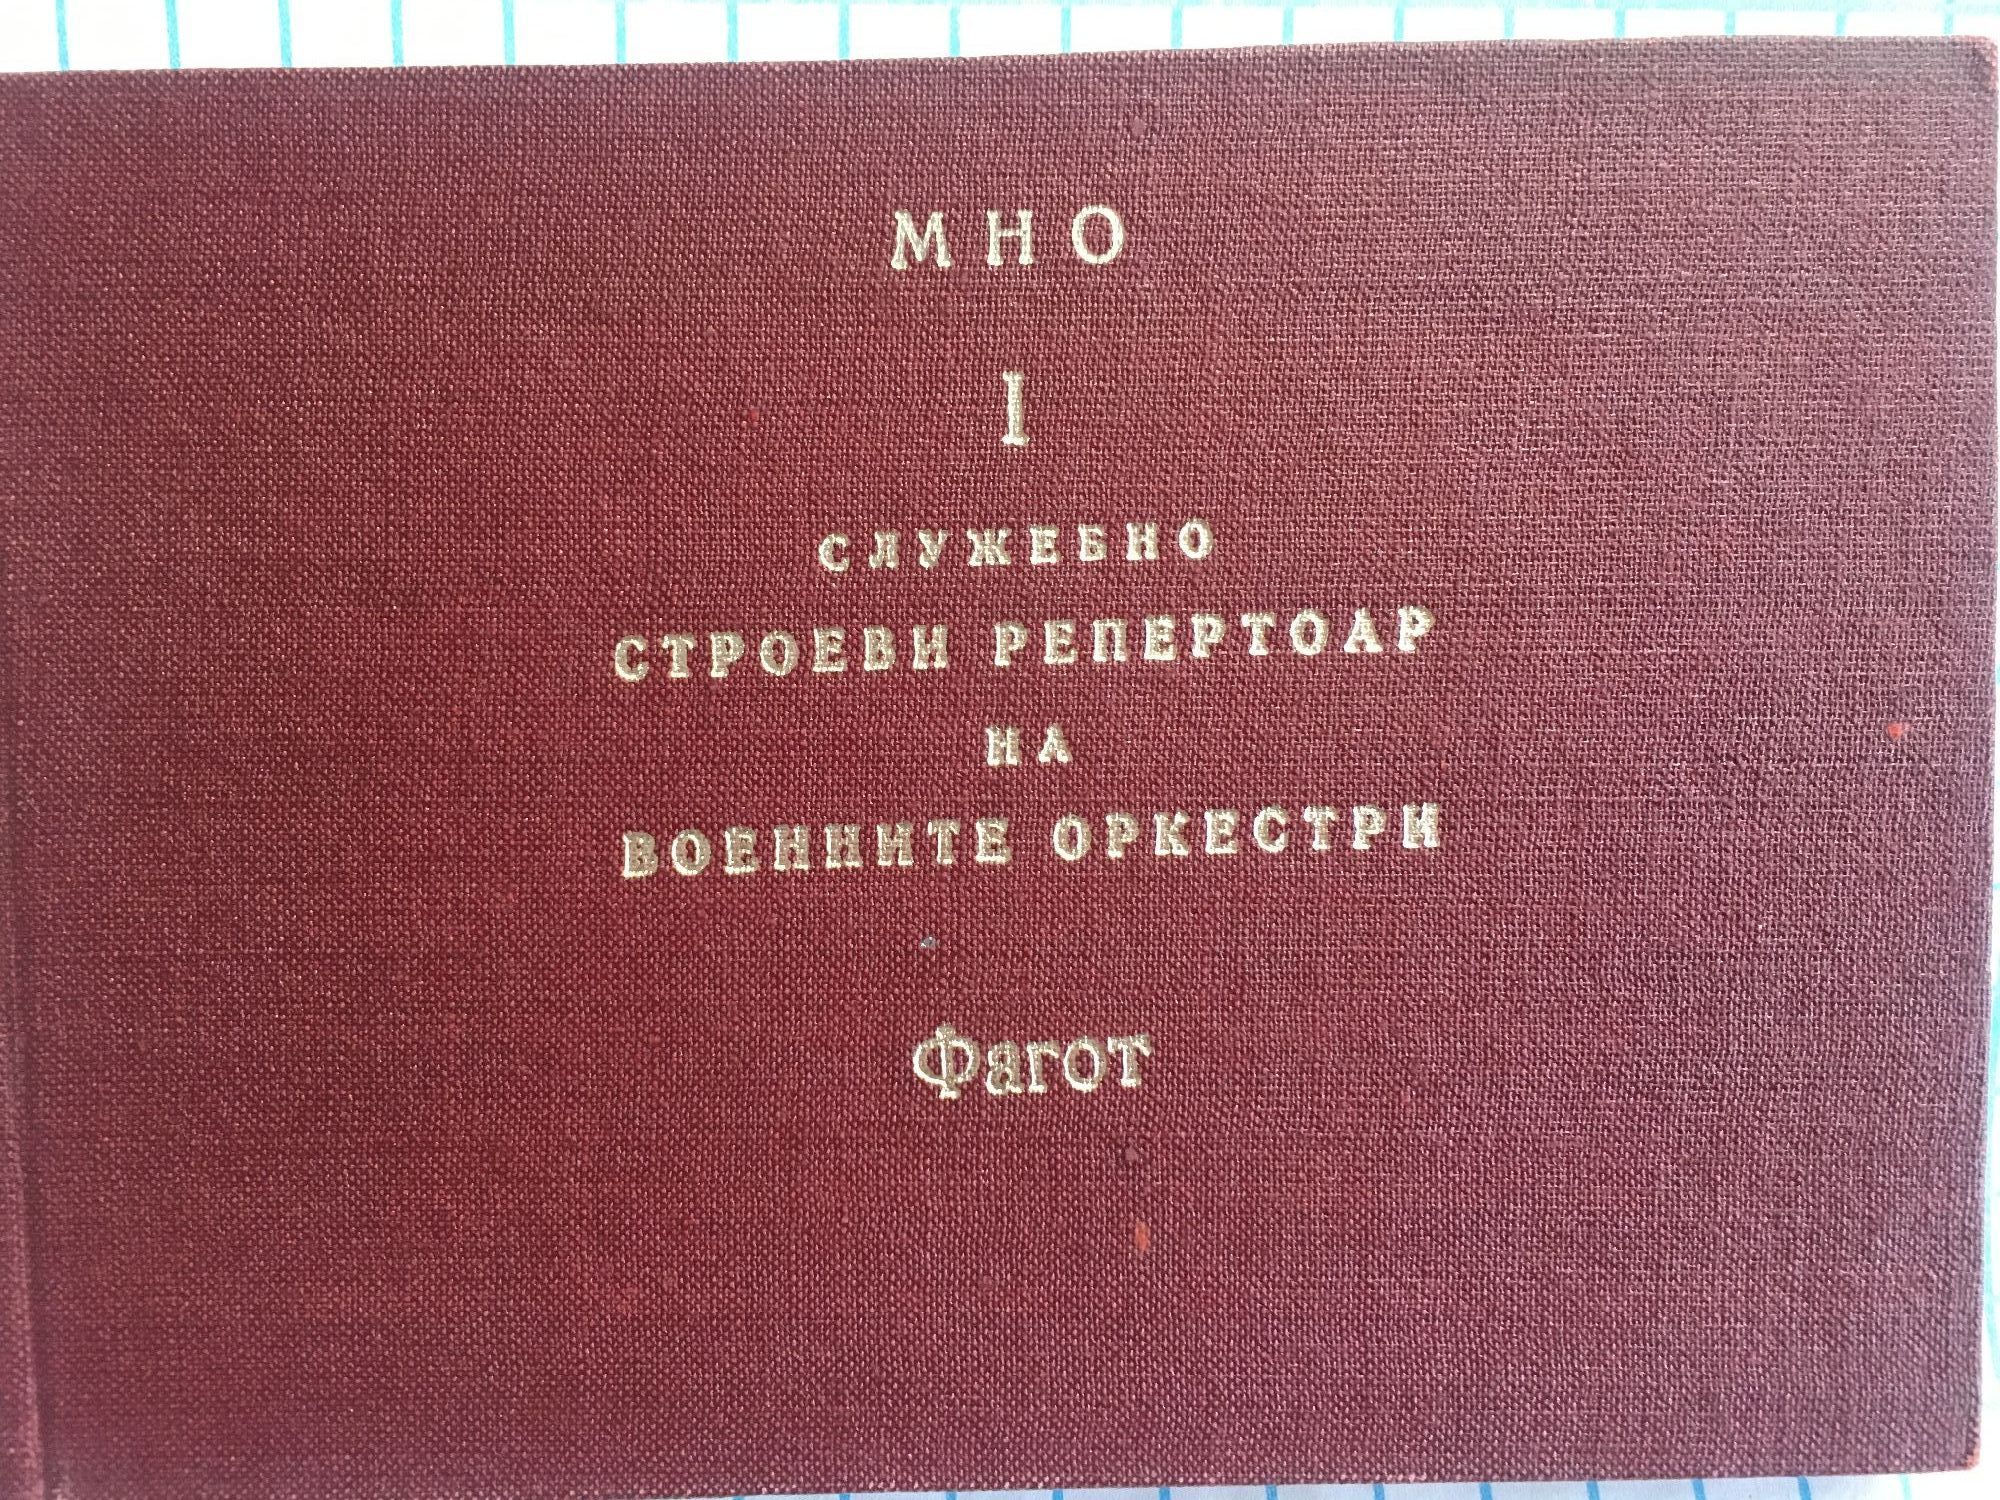 МНО
I
СЛУЖЕБНО
СТРОЕВИ РЕПЕРТОАР
НА
ВОЕННИТЕ ОРКЕСТРИ
Фагот